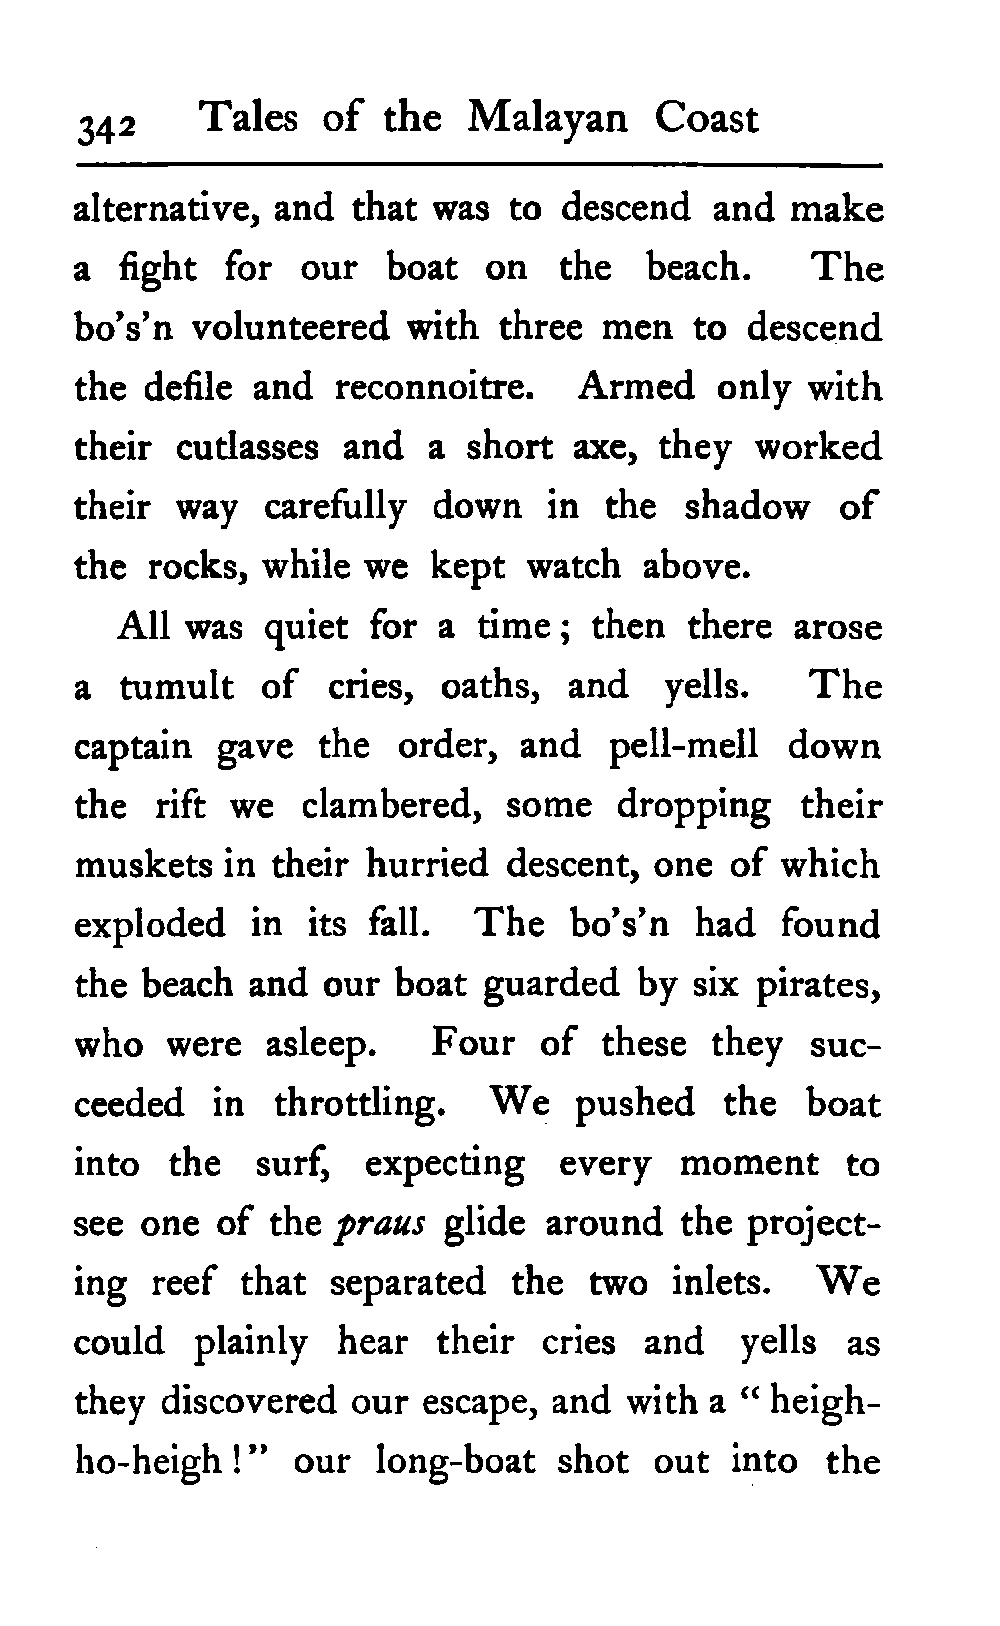 342 Tales of the Malayan Coast
alternative, and that was to descend and make
a fight for our boat on the beach. The
bo's'n volunteered with three men to descend
the defile and reconnoitre. Armed only with
their cutlasses and a short axe, they worked
their way carefully down in the shadow of
the rocks, while we kept watch above.
All was quiet for a time ; then there arose
a tumult of cries, oaths, and yells. The
captain gave the order, and pell-mell down
the rift we clambered, some dropping their
muskets in their hurried descent, one of which
exploded in its fall. The bo's'n had found
the beach and our boat guarded by six pirates,
who were asleep. Four of these they suc-
ceeded in throttling. We pushed the boat
into the surf, expecting every moment to
see one of the praus glide around the project-
ing reef that separated the two inlets. We
could plainly hear their cries and yells as
they discovered our escape, and with a " heigh-
ho-heigh ! " our long-boat shot out into the